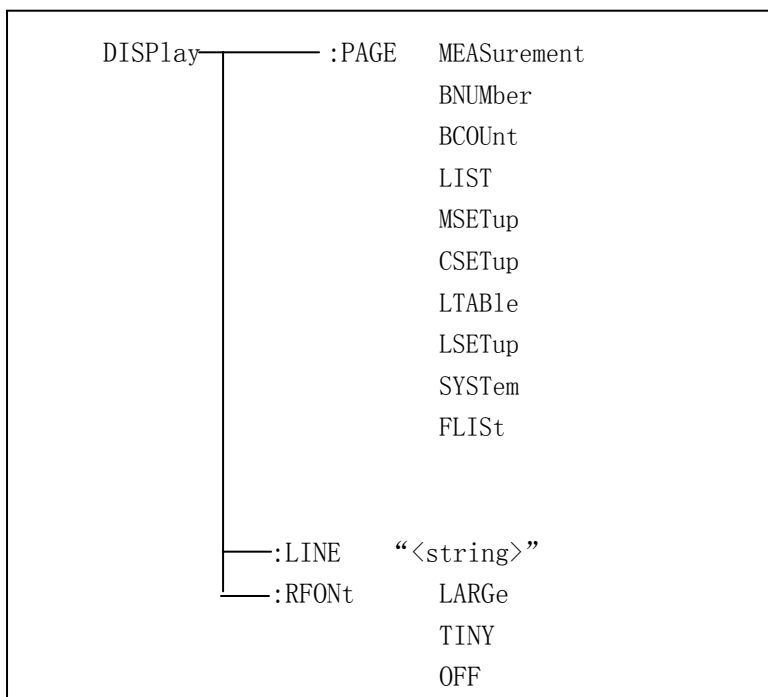 DISPlay :PAGE MEASurement
BNUMber
BCOUnt
LIST
MSETup
CSETup
LTABle
LSETup
SYSTem
FLISt
:LINE “<string>”
:RFONt LARGe
TINY
OFF